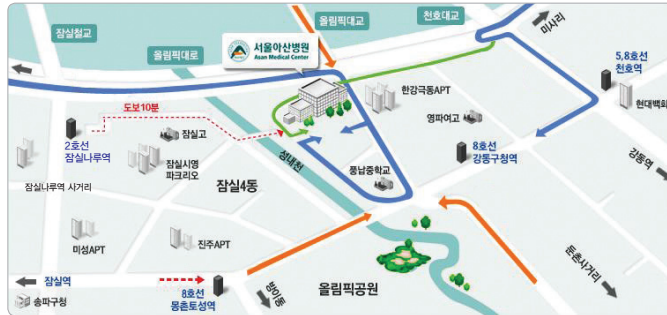 잠실철교
올림픽대로
올림픽대교
천호대교
미사리
서울아산병원
Asan Medical Center
5,8호선
천호역
현대백화
한강극동APT
영파여고
도보10분
2호선
잠실나루역
잠실고
잠실시영
파크리오
8호선
강동구청역
강동역
잠실나루역 사거리
잠실4동
성내천
풍납중학교
미성APT
진주APT
둔촌사거리
잠실역
송파구청
8호선
몽촌토성역
방이동
올림픽공원